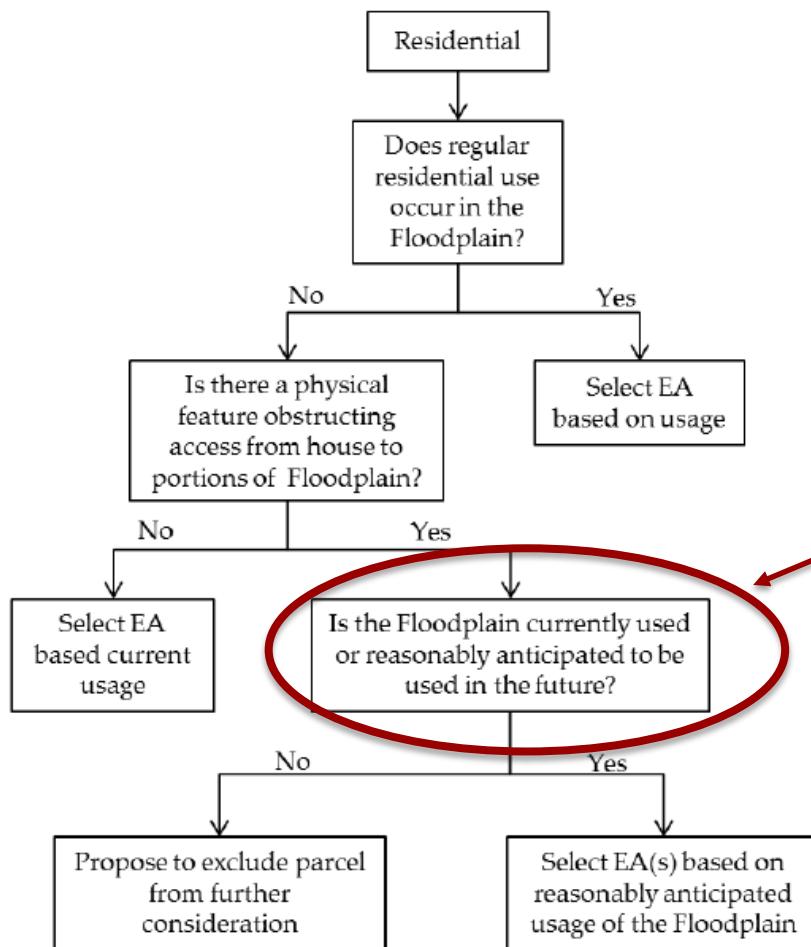 Residential
Does regular
residential use
occur in the
Floodplain?
No
Yes
Is there a physical
feature obstructing
access from house to
portions of Floodplain?
Select EA
based on usage
No
Yes
Select EA
based current
usage
Is the Floodplain currently used
or reasonably anticipated to be
used in the future?
No
Yes
Propose to exclude parcel
from further
consideration
Select EA(s) based on
reasonably anticipated
usage of the Floodplain